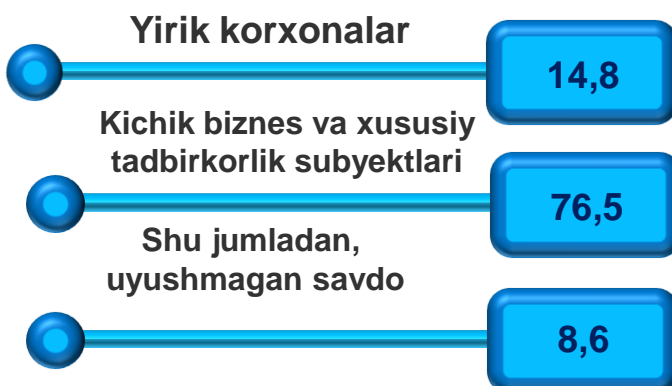 Yirik korxonalar
14,8
Kichik biznes va xususiy
tadbirkorlik subyektlari
76,5
Shu jumladan,
uyushmagan savdo
8,6